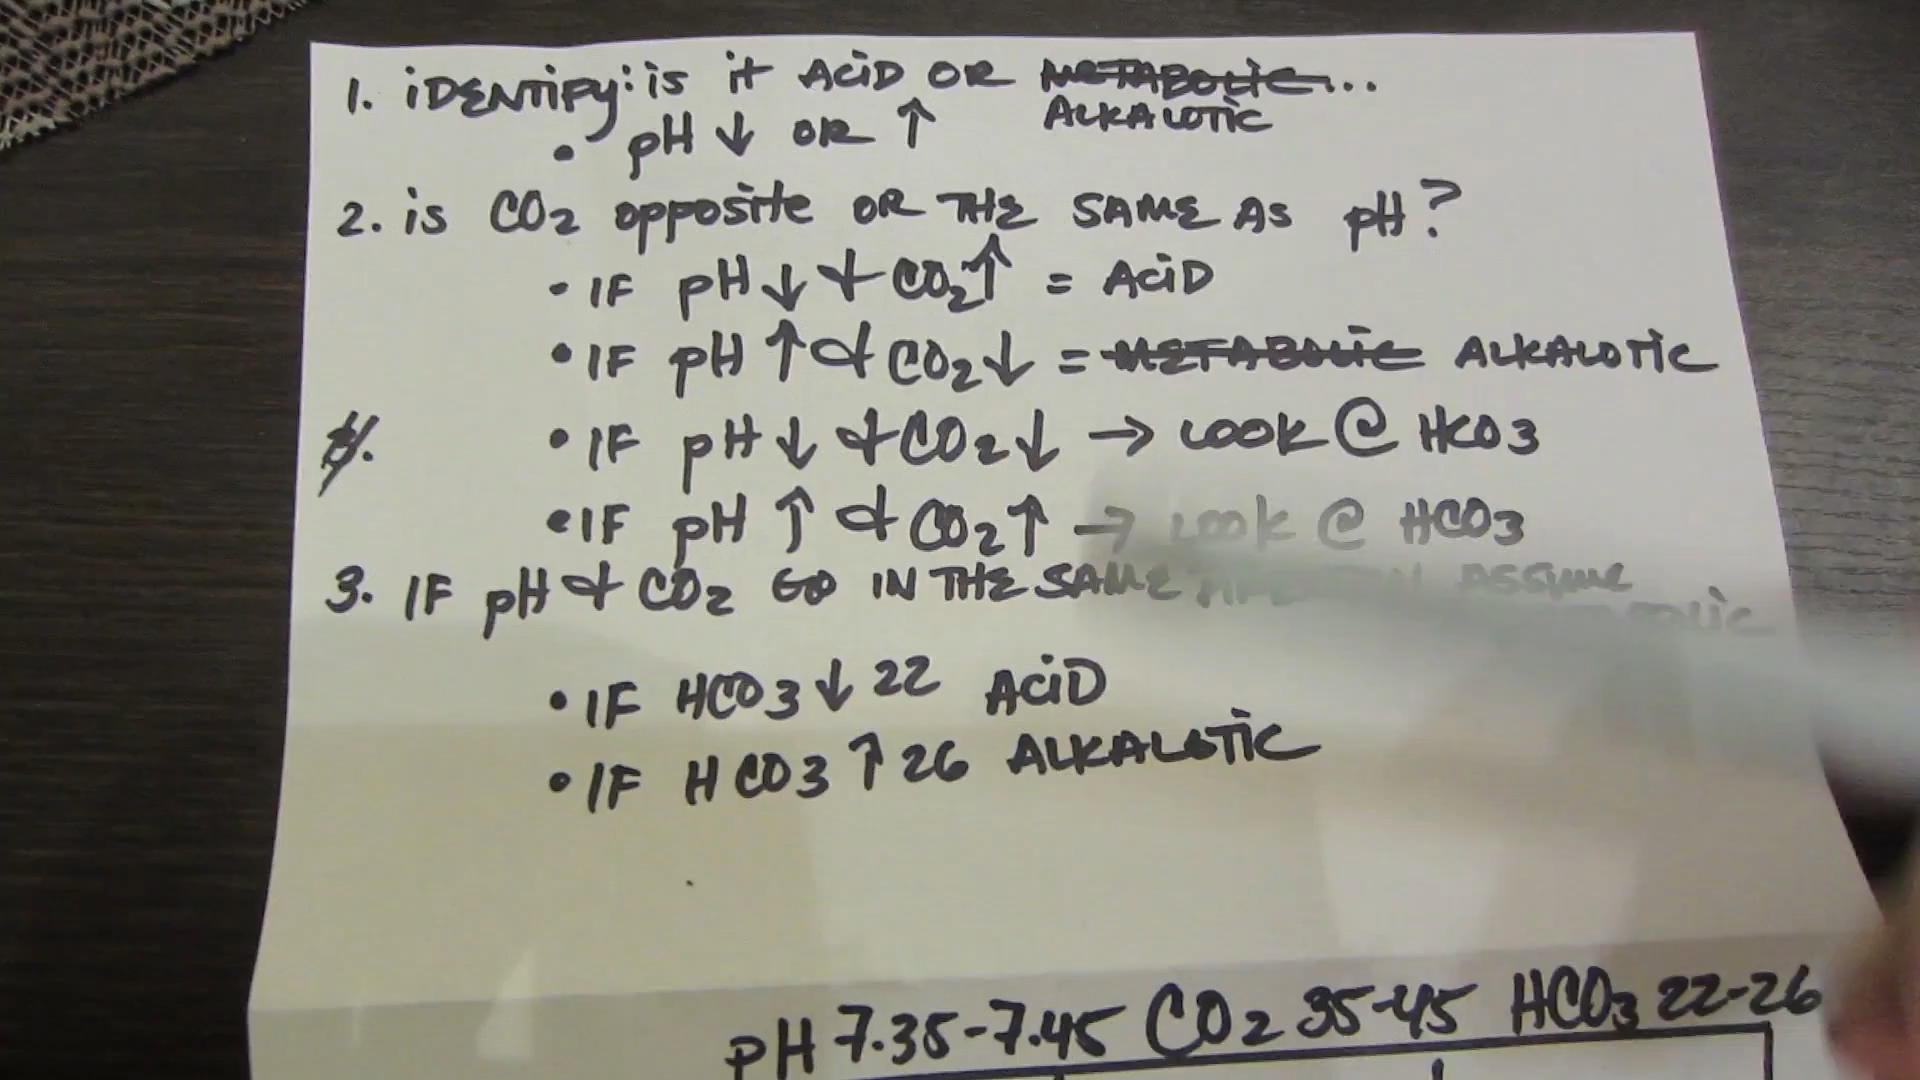 1. iDENTiFY: is it ACiD OR METABOLiC...
ALKALOTiC
• pH ↓ OR ↑
2. is CO2 opposite OR THE SAME AS pH?
• IF pH ↓ & CO2 ↑ = ACiD
• IF pH ↑ & CO2 ↓ = METABOLiC ALKALOTiC
• IF pH ↓ & CO2 ↓ → LOOK @ HCO3
• IF pH ↑ & CO2 ↑ → LOOK @ HCO3
3. IF pH & CO2 GO IN THE SAME ASSUME
• IF HCO3 ↓ 22 ACiD
• IF HCO3 ↑ 26 ALKALOTiC
pH 7.35-7.45 CO2 35-45 HCO3 22-26